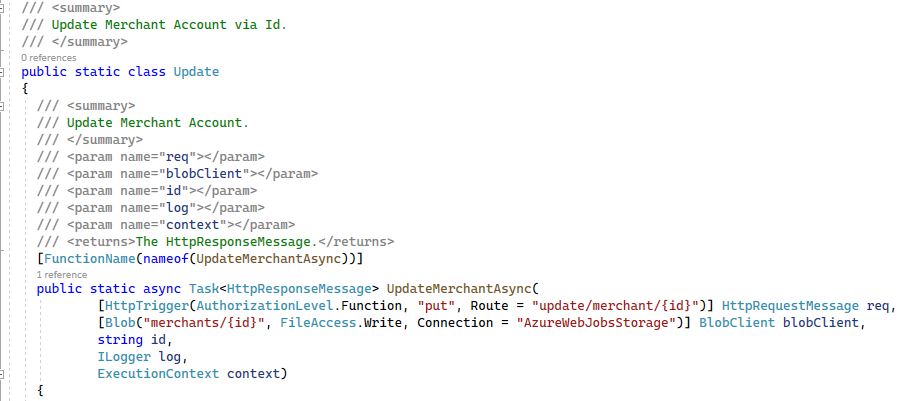 /// <summary>
/// Update Merchant Account via Id.
/// </summary>
0 references
public static class Update
{
/// <summary>
/// Update Merchant Account.
/// </summary>
/// <param name="req"></param>
/// <param name="blobClient"></param>
/// <param name="id"></param>
/// <param name="log"></param>
/// <param name="context"></param>
/// <returns>The HttpResponseMessage.</returns>
[FunctionName(nameof(UpdateMerchantAsync))]
1 reference
public static async Task<HttpResponseMessage> UpdateMerchantAsync(
[HttpTrigger(AuthorizationLevel.Function, "put", Route = "update/merchant/{id}")] HttpRequestMessage req,
[Blob("merchants/{id}", FileAccess.Write, Connection = "AzureWebJobsStorage")] BlobClient blobClient,
string id,
ILogger log,
ExecutionContext context)
{